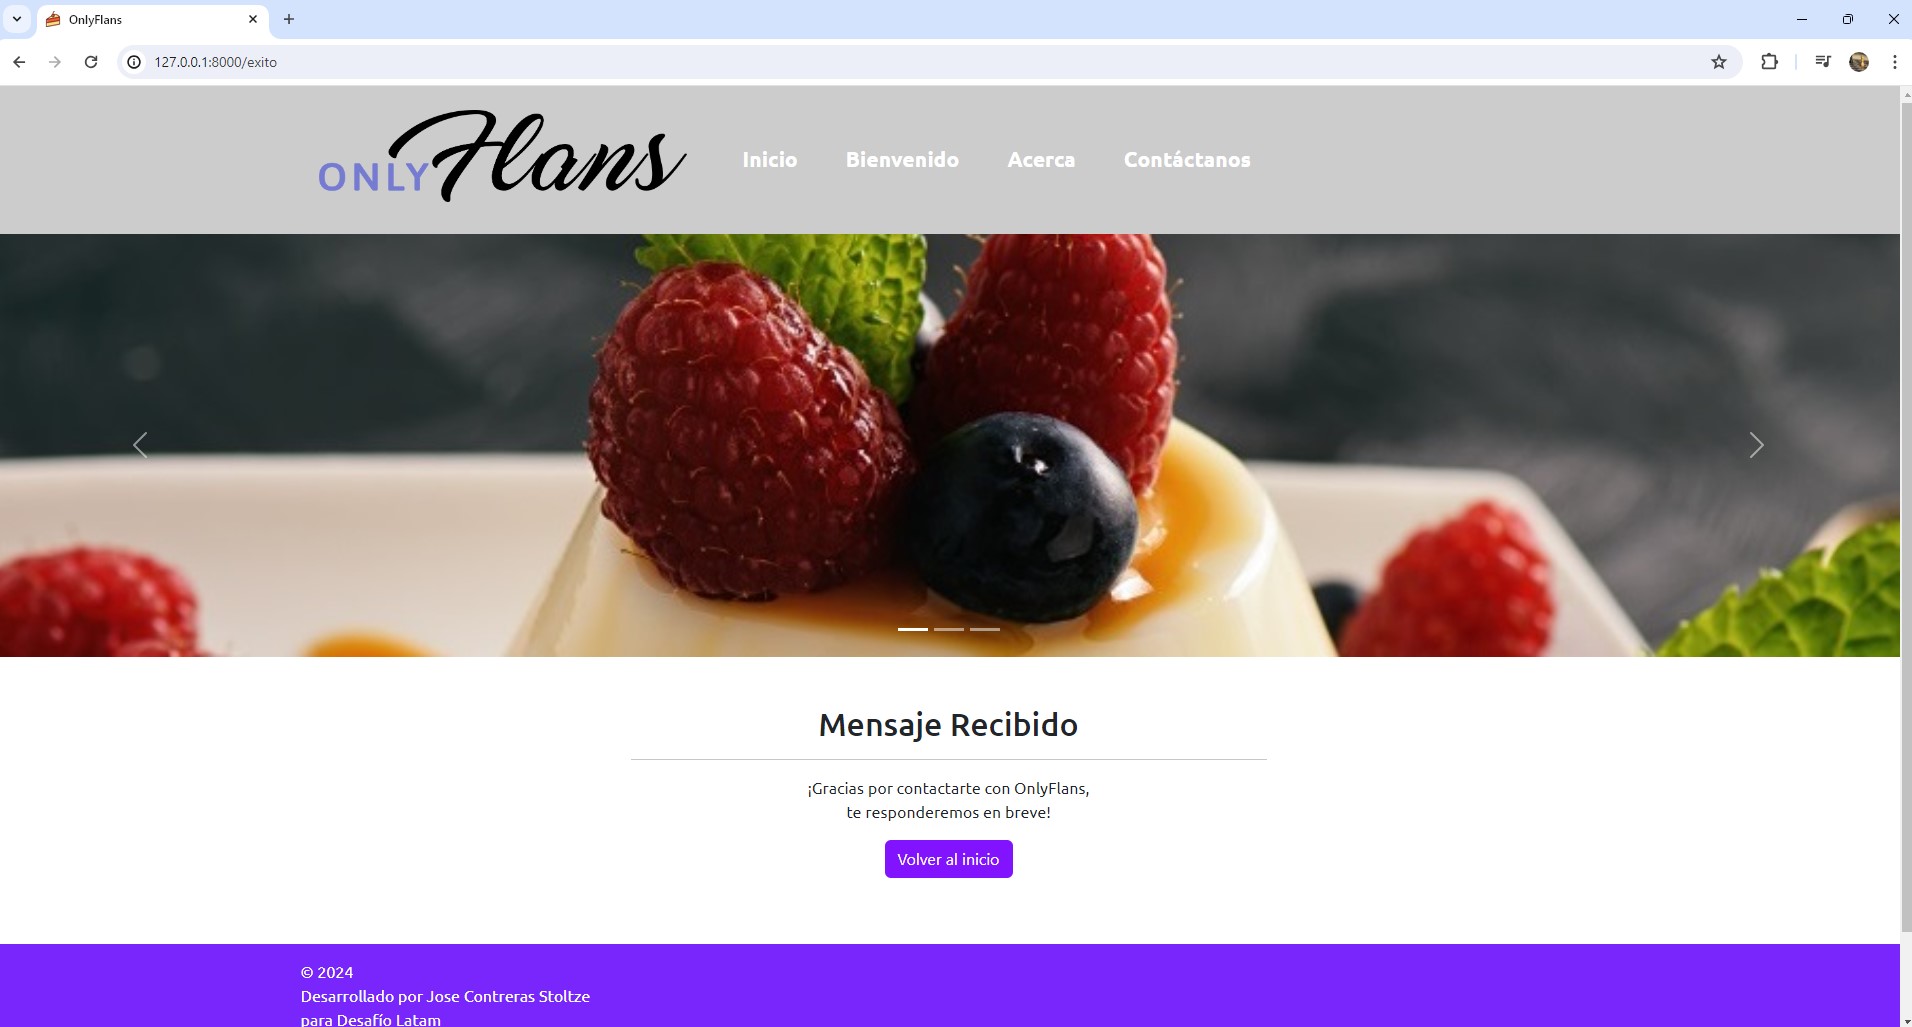 OnlyFlans
127.0.0.1:8000/exito
ONLY Flans
Inicio Bienvenido Acerca Contáctanos
Mensaje Recibido
¡Gracias por contactarte con OnlyFlans,
te responderemos en breve!
Volver al inicio
© 2024
Desarrollado por Jose Contreras Stoltze
para Desafío Latam